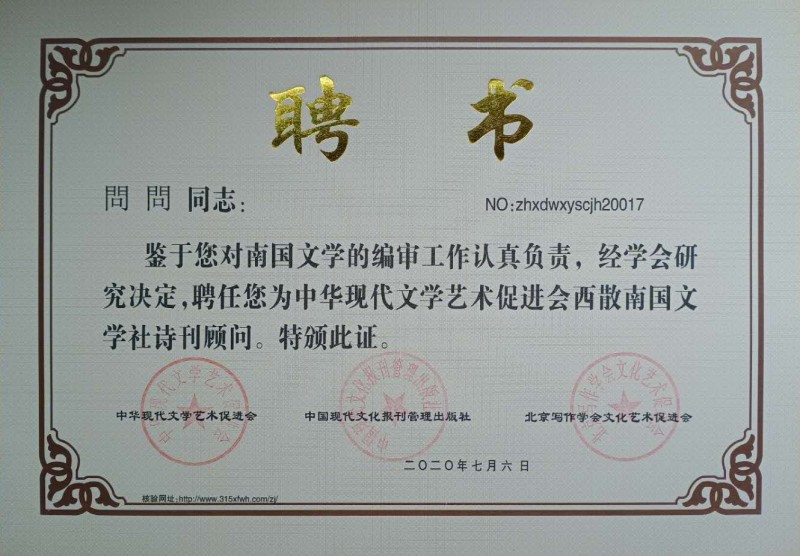 聘书
問問同志：
NO:zhxdwxyscjh20017
鉴于您对南国文学的编审工作认真负责，经学会研
究决定，聘任您为中华现代文学艺术促进会西散南国文
学社诗刊顾问。特颁此证。
中华现代文学艺术促进会
中国现代文化报刊管理出版社
北京写作学会文化艺术促进会
二〇二〇年七月六日
核验网址:http://www.315xfwh.com/zj/